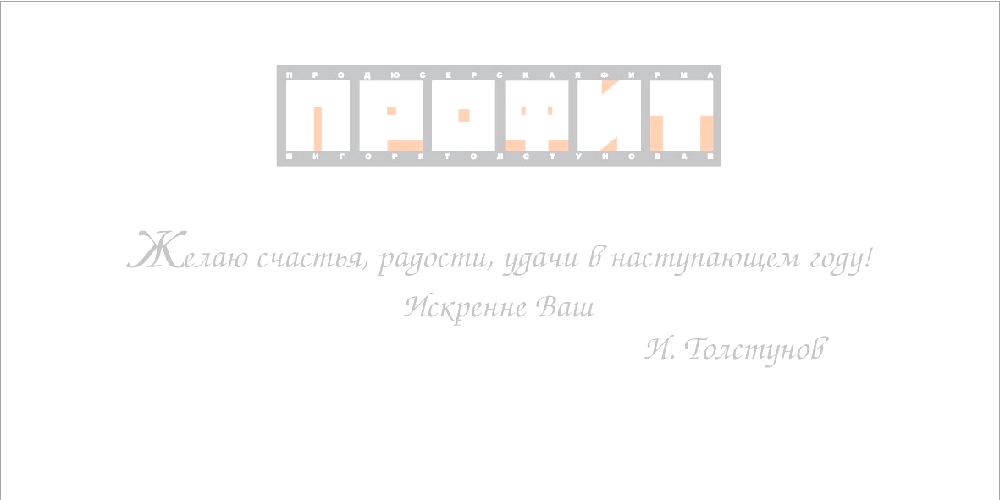 ПРОДЮСЕРСКАЯ ФИРМА
ПРОФИТ
ИГОРЯ ТОЛСТУНОВА
Желаю счастья, радости, удачи в наступающем году!
Искренне Ваш
И. Толстунов